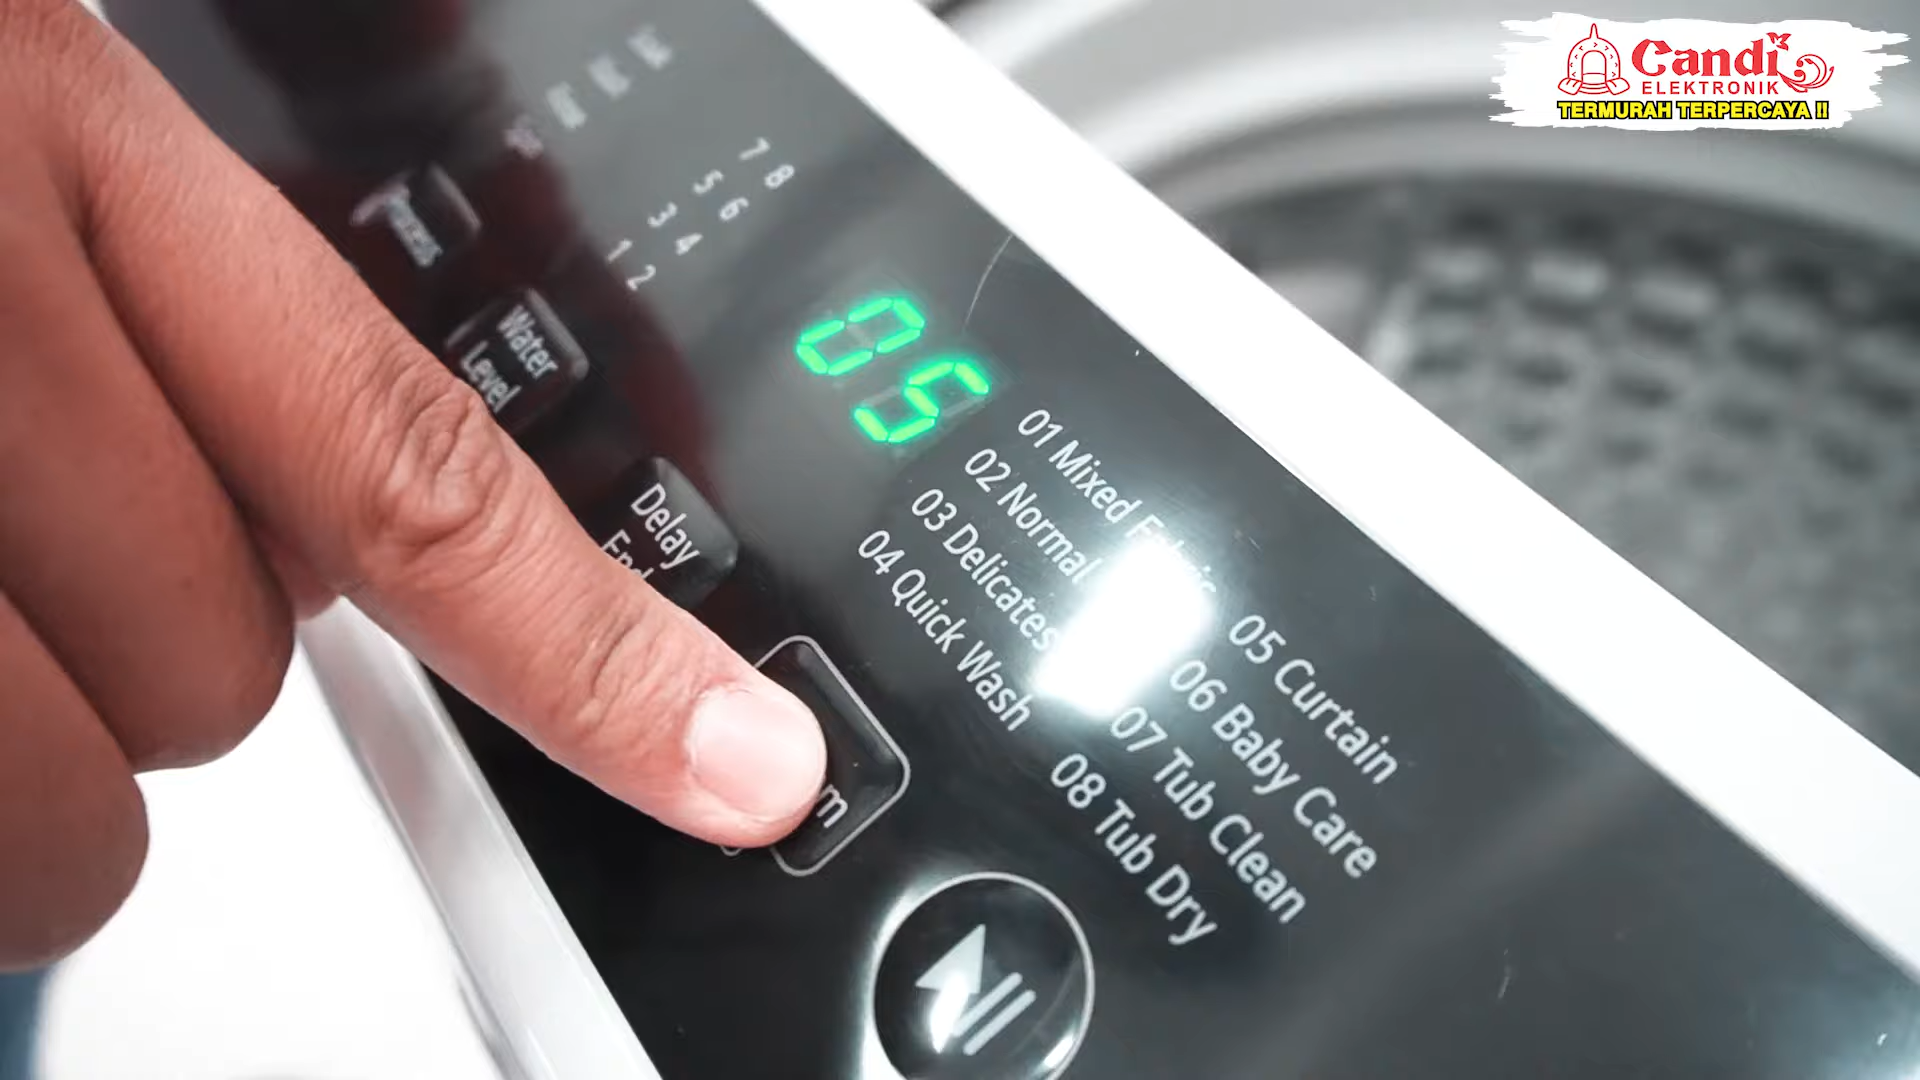 Candi
ELEKTRONIK
TERMURAH TERPERCAYA !!
7 8
5 6
3 4
1 2
Process
Water
Level
Delay
End
05
01 Mixed Fabric
02 Normal
03 Delicates
04 Quick Wash
05 Curtain
06 Baby Care
07 Tub Clean
08 Tub Dry